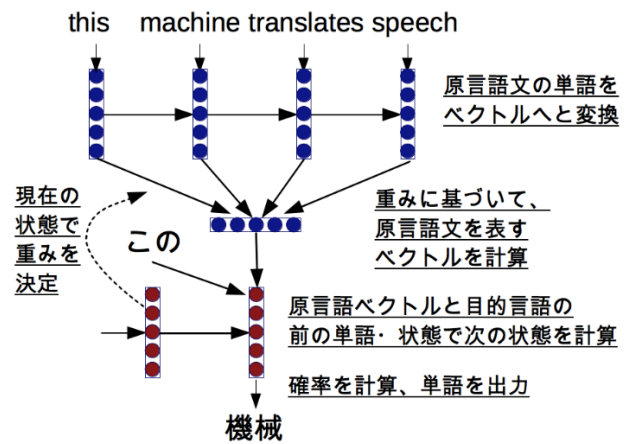 this machine translates speech
原言語文の単語を
ベクトルへと変換
現在の
状態で
重みを
決定
重みに基づいて、
原言語文を表す
ベクトルを計算
この
原言語ベクトルと目的言語の
前の単語・状態で次の状態を計算
確率を計算、単語を出力
機械